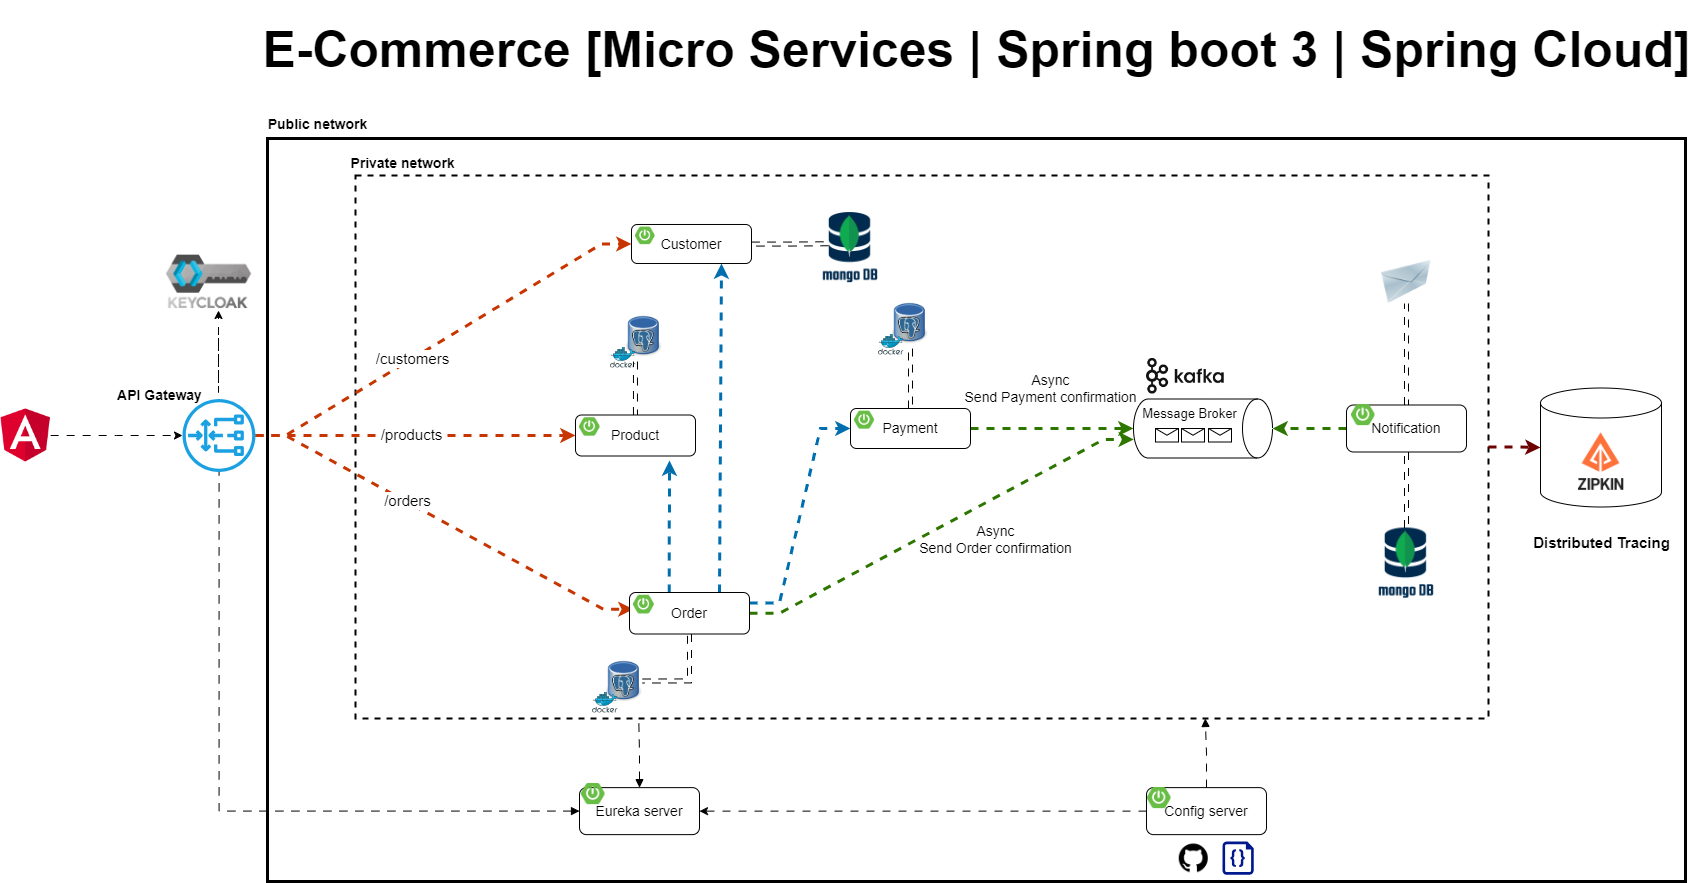 E-Commerce [Micro Services | Spring boot 3 | Spring Cloud]
Public network
Private network
Customer
mongo DB
KEYCLOAK
docker
docker
/customers
Async
Send Payment confirmation
kafka
API Gateway
Message Broker
/products
Product
Payment
Notification
ZIPKIN
/orders
Async
Send Order confirmation
Distributed Tracing
mongo DB
Order
docker
Eureka server
Config server
{}